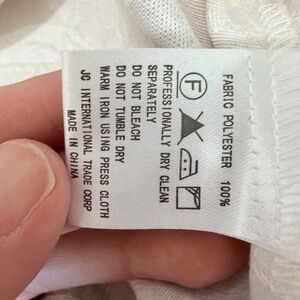 FABRIC POLYESTER 100%
F
PROFESSIONALLY DRY CLEAN
SEPARATELY
DO NOT BLEACH
DO NOT TUMBLE DRY
WARM IRON USING PRESS CLOTH
JC INTERNATIONAL TRADE CORP
MADE IN CHINA